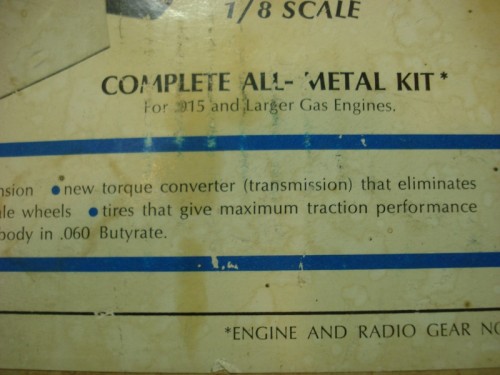 1/8 SCALE
COMPLETE ALL-METAL KIT*
For .915 and Larger Gas Engines.
nsion •new torque converter (transmission) that eliminates
le wheels •tires that give maximum traction performance
body in .060 Butyrate.
*ENGINE AND RADIO GEAR NO